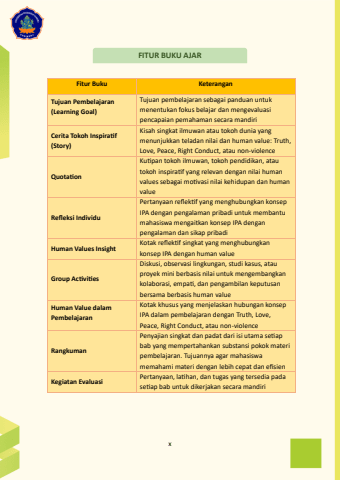 FITUR BUKU AJAR
Fitur Buku
Keterangan
Tujuan Pembelajaran
(Learning Goal)
Tujuan pembelajaran sebagai panduan untuk
menentukan fokus belajar dan mengevaluasi
pencapaian pemahaman secara mandiri
Cerita Tokoh Inspiratif
(Story)
Kisah singkat ilmuwan atau tokoh dunia yang
menunjukkan teladan nilai dan human value: Truth,
Love, Peace, Right Conduct, atau non-violence
Quotation
Kutipan tokoh ilmuwan, tokoh pendidikan, atau
tokoh inspiratif yang relevan dengan nilai human
values sebagai motivasi nilai kehidupan dan human
value
Refleksi Individu
Pertanyaan reflektif yang menghubungkan konsep
IPA dengan pengalaman pribadi untuk membantu
mahasiswa mengaitkan konsep IPA dengan
pengalaman dan sikap pribadi
Human Values Insight
Kotak reflektif singkat yang menghubungkan
konsep IPA dengan human value
Group Activities
Diskusi, observasi lingkungan, studi kasus, atau
proyek mini berbasis nilai untuk mengembangkan
kolaborasi, empati, dan pengambilan keputusan
bersama berbasis human value
Human Value dalam
Pembelajaran
Kotak khusus yang menjelaskan hubungan konsep
IPA dalam pembelajaran dengan Truth, Love,
Peace, Right Conduct, atau non-violence
Rangkuman
Penyajian singkat dan padat dari isi utama setiap
bab yang mempertahankan substansi pokok materi
pembelajaran. Tujuannya agar mahasiswa
memahami materi dengan lebih cepat dan efisien
Kegiatan Evaluasi
Pertanyaan, latihan, dan tugas yang tersedia pada
setiap bab untuk dikerjakan secara mandiri
x